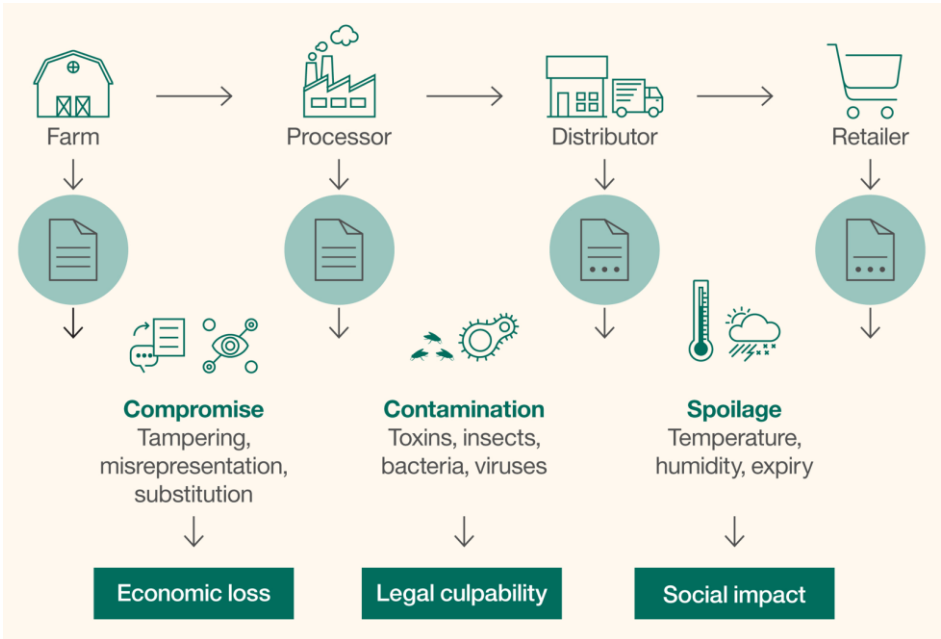 Farm
Processor
Distributor
Retailer
Compromise
Tampering,
misrepresentation,
substitution
Contamination
Toxins, insects,
bacteria, viruses
Spoilage
Temperature,
humidity, expiry
Economic loss
Legal culpability
Social impact